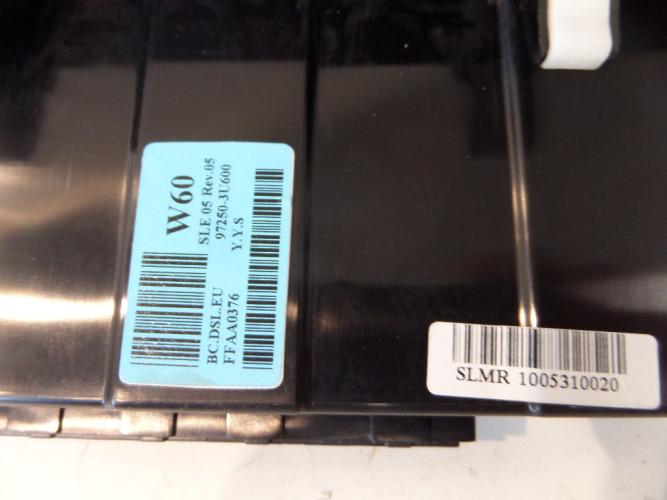 W60
SLE 05 Rev.05
97250-3U600
Y.Y.S
BC.DSL.EU
FFAA0376
SLMR 1005310020